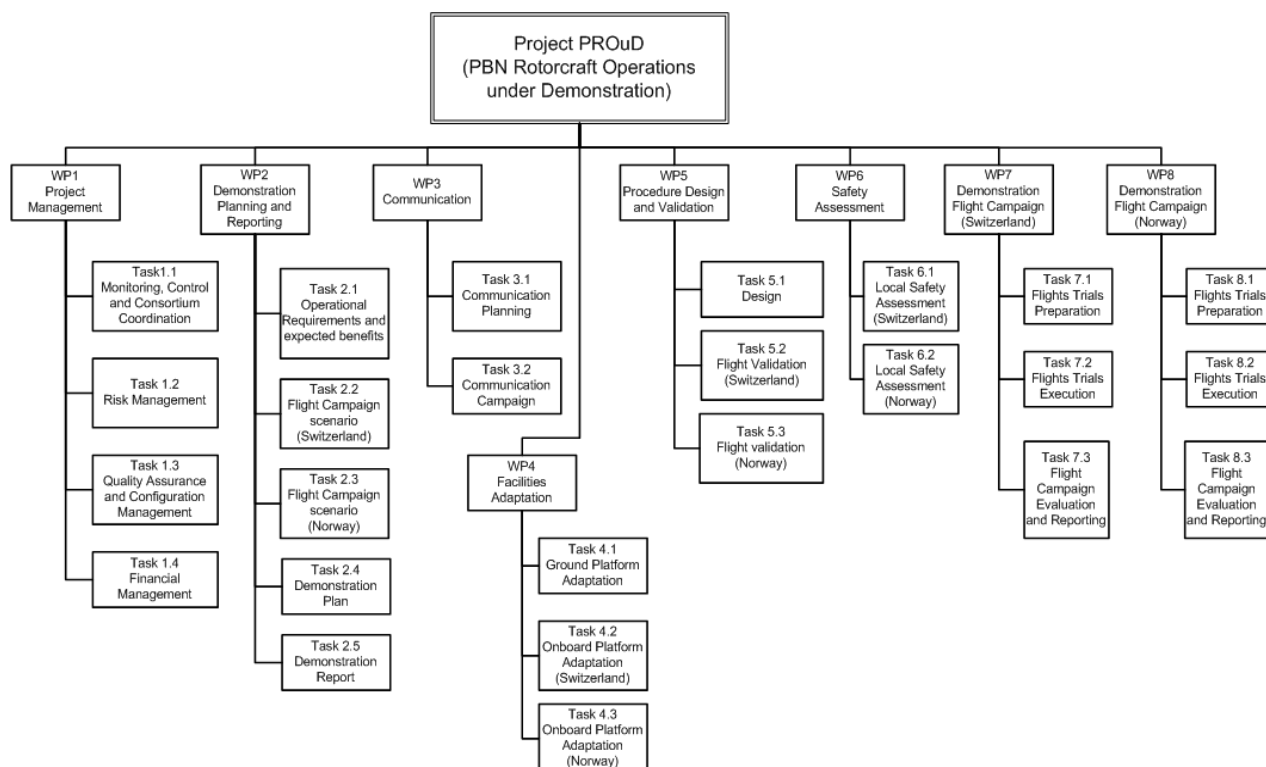 Project PROuD
(PBN Rotorcraft Operations
under Demonstration)
WP1
Project
Management
WP2
Demonstration
Planning and
Reporting
WP3
Communication
WP5
Procedure Design
and Validation
WP6
Safety
Assessment
WP7
Demonstration
Flight Campaign
(Switzerland)
WP8
Demonstration
Flight Campaign
(Norway)
Task1.1
Monitoring, Control
and Consortium
Coordination
Task 1.2
Risk Management
Task 1.3
Quality Assurance
and Configuration
Management
Task 1.4
Financial
Management
Task 2.1
Operational
Requirements and
expected benefits
Task 2.2
Flight Campaign
scenario
(Switzerland)
Task 2.3
Flight Campaign
scenario
(Norway)
Task 2.4
Demonstration
Plan
Task 2.5
Demonstration
Report
Task 3.1
Communication
Planning
Task 3.2
Communication
Campaign
WP4
Facilities
Adaptation
Task 4.1
Ground Platform
Adaptation
Task 4.2
Onboard Platform
Adaptation
(Switzerland)
Task 4.3
Onboard Platform
Adaptation
(Norway)
Task 5.1
Design
Task 5.2
Flight Validation
(Switzerland)
Task 5.3
Flight validation
(Norway)
Task 6.1
Local Safety
Assessment
(Switzerland)
Task 6.2
Local Safety
Assessment
(Norway)
Task 7.1
Flights Trials
Preparation
Task 7.2
Flights Trials
Execution
Task 7.3
Flight
Campaign
Evaluation
and Reporting
Task 8.1
Flights Trials
Preparation
Task 8.2
Flights Trials
Execution
Task 8.3
Flight
Campaign
Evaluation
and Reporting